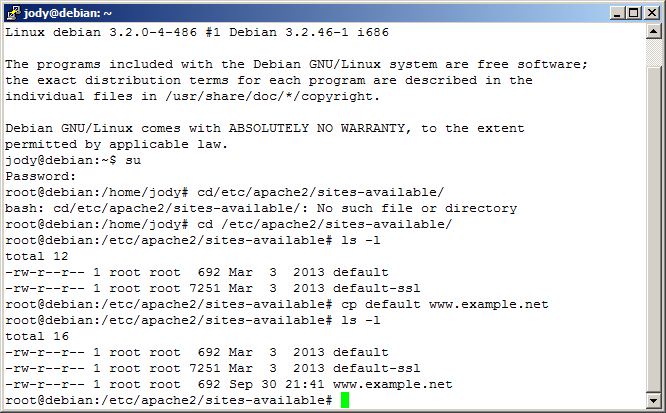 jody@debian: ~
Linux debian 3.2.0-4-486 #1 Debian 3.2.46-1 i686
The programs included with the Debian GNU/Linux system are free software;
the exact distribution terms for each program are described in the
individual files in /usr/share/doc/*/copyright.
Debian GNU/Linux comes with ABSOLUTELY NO WARRANTY, to the extent
permitted by applicable law.
jody@debian:~$ su
Password:
root@debian:/home/jody# cd/etc/apache2/sites-available/
bash: cd/etc/apache2/sites-available/: No such file or directory
root@debian:/home/jody# cd /etc/apache2/sites-available/
root@debian:/etc/apache2/sites-available# ls -l
total 12
-rw-r--r-- 1 root root  692 Mar  3  2013 default
-rw-r--r-- 1 root root 7251 Mar  3  2013 default-ssl
root@debian:/etc/apache2/sites-available# cp default www.example.net
root@debian:/etc/apache2/sites-available# ls -l
total 16
-rw-r--r-- 1 root root  692 Mar  3  2013 default
-rw-r--r-- 1 root root 7251 Mar  3  2013 default-ssl
-rw-r--r-- 1 root root  692 Sep 30 21:41 www.example.net
root@debian:/etc/apache2/sites-available#